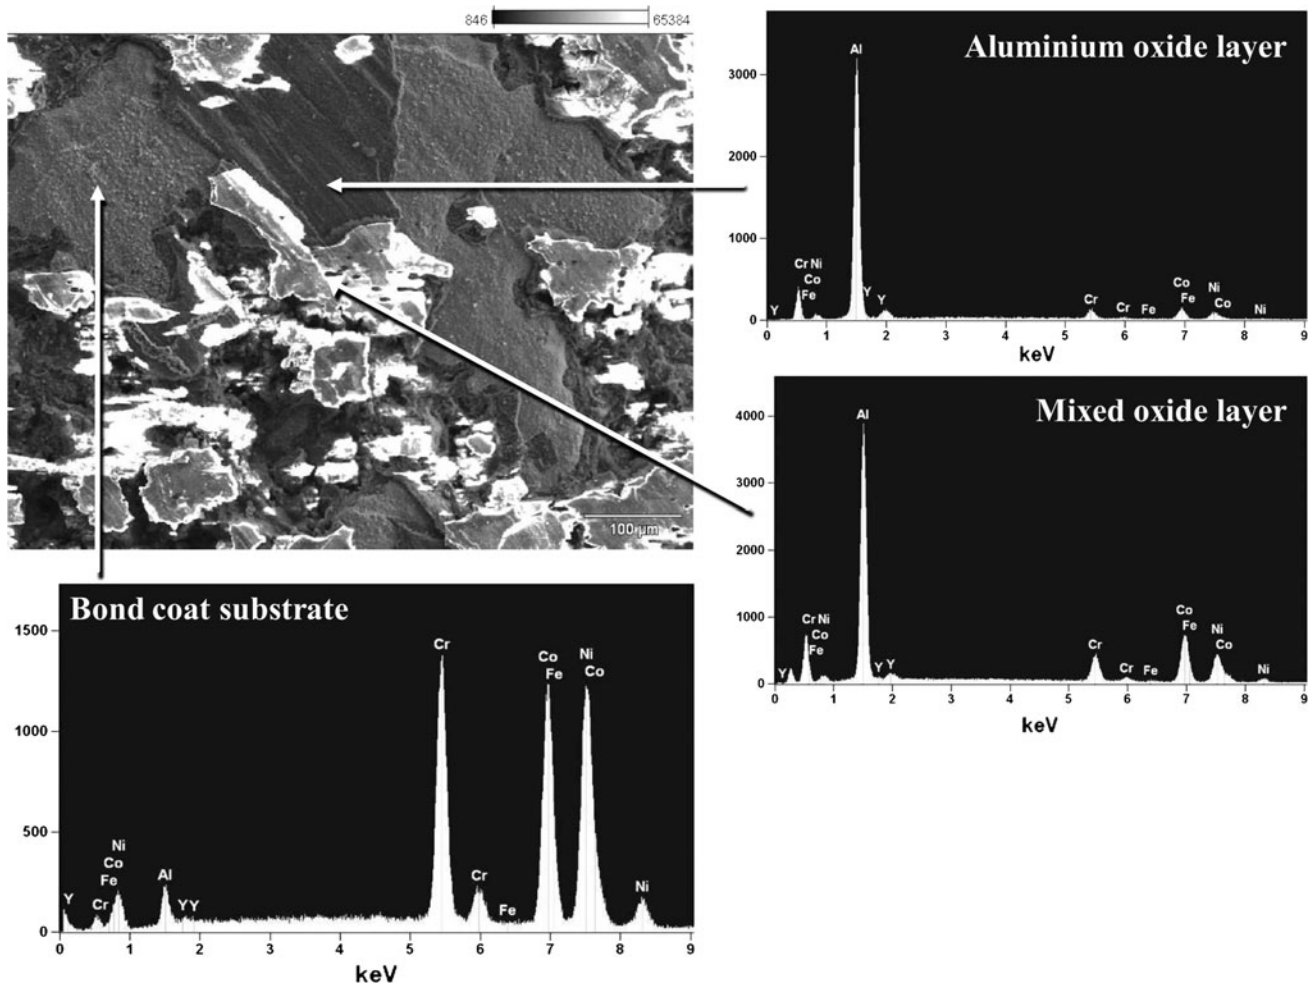 846 65384
100 µm
Aluminium oxide layer
3000
2000
1000
0
Al
Cr Ni
Co
Fe
Y
Y
Y
Cr
Cr
Fe
Co
Fe
Ni
Co
Ni
0 1 2 3 4 5 6 7 8 9
keV
Mixed oxide layer
4000
3000
2000
1000
0
Al
Cr Ni
Co
Fe
Y
Y
Y
Cr
Cr
Fe
Co
Fe
Ni
Co
Ni
0 1 2 3 4 5 6 7 8 9
keV
Bond coat substrate
1500
1000
500
0
Y
Cr
Ni
Co
Fe
Al
Y Y
Cr
Cr
Fe
Co
Fe
Ni
Co
Ni
0 1 2 3 4 5 6 7 8 9
keV